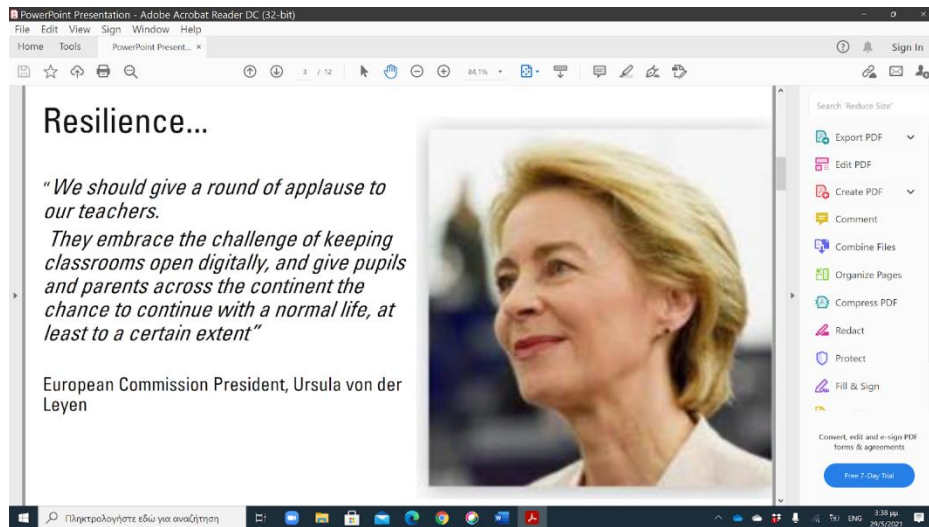 PowerPoint Presentation - Adobe Acrobat Reader DC (32-bit)
File Edit View Sign Window Help
Home Tools PowerPoint Present... × Sign In
3 / 12 84,1%
Resilience...
“We should give a round of applause to
our teachers.
They embrace the challenge of keeping
classrooms open digitally, and give pupils
and parents across the continent the
chance to continue with a normal life, at
least to a certain extent”
European Commission President, Ursula von der
Leyen
Search 'Reduce Size'
Export PDF
Edit PDF
Create PDF
Comment
Combine Files
Organize Pages
Compress PDF
Redact
Protect
Fill & Sign
Convert, edit and e-sign PDF
forms & agreements
Free 7-Day Trial
Πληκτρολογήστε εδώ για αναζήτηση
ENG
3:38 μμ
29/5/2021